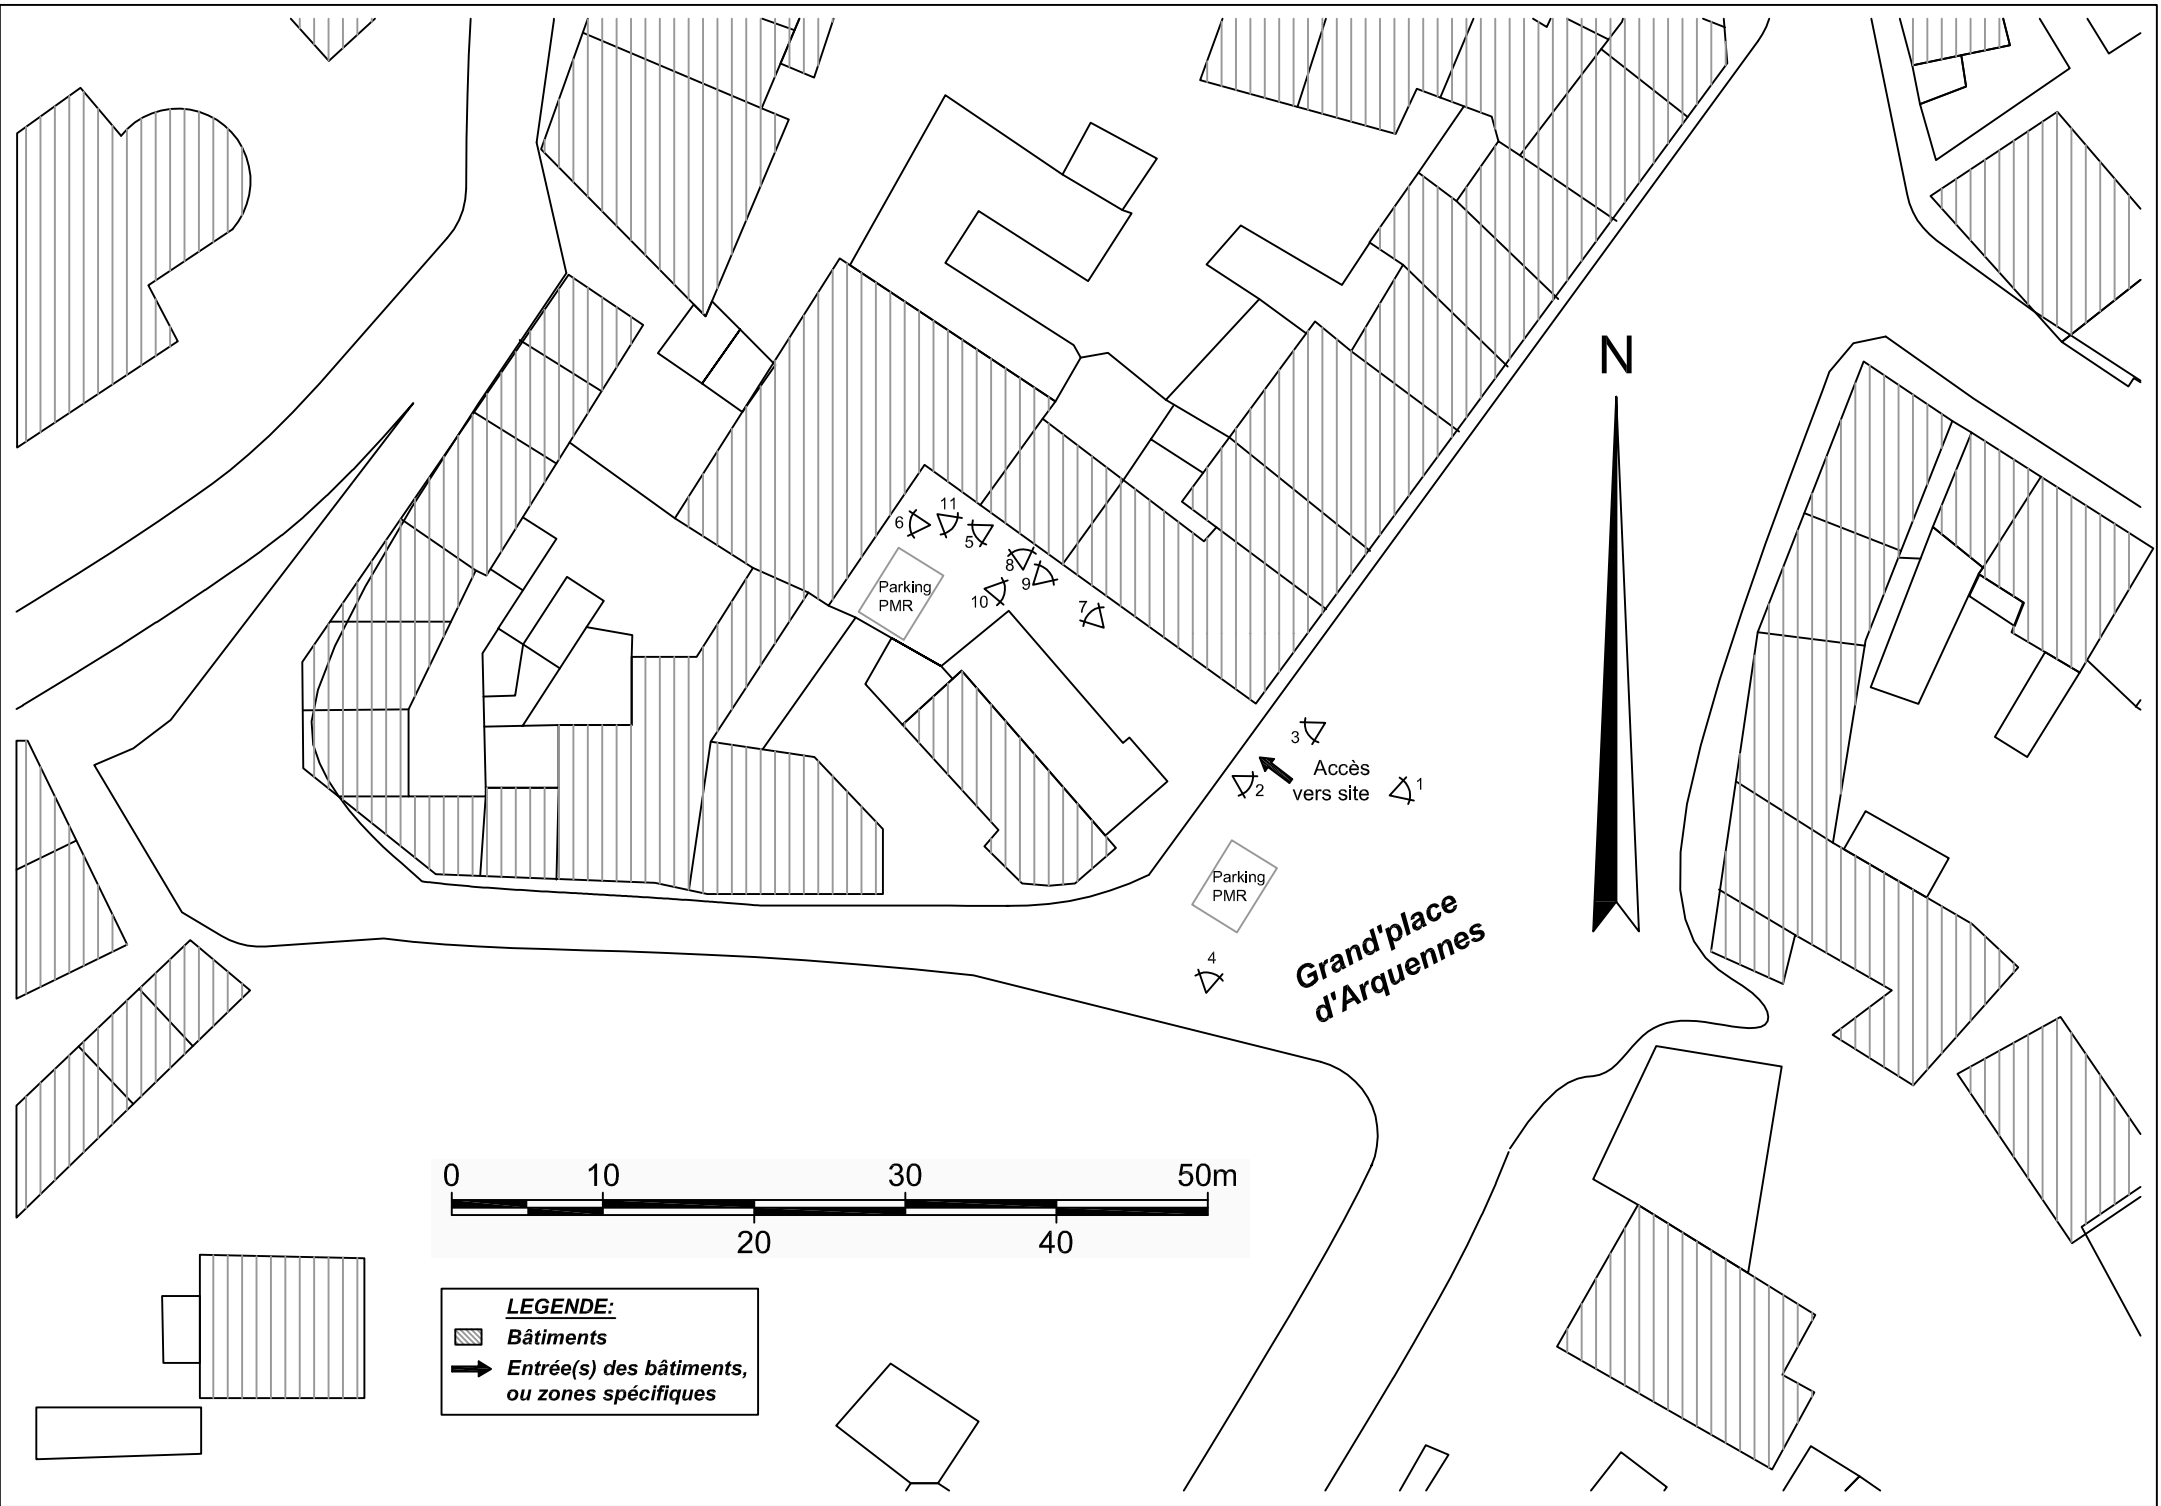 N
11
6
5
8
9
10
7
Parking
PMR
3
Accès
vers site
2
1
Parking
PMR
4
Grand'place
d'Arquennes
0 10 30 50m
20 40
LEGENDE:
Bâtiments
Entrée(s) des bâtiments,
ou zones spécifiques